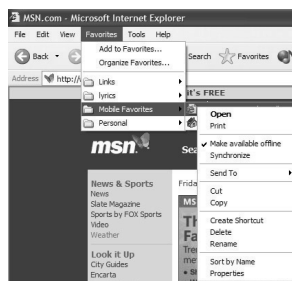 MSN.com - Microsoft Internet Explorer
File Edit View Favorites Tools Help
Back Search Favorites
Add to Favorites...
Organize Favorites...
Address http://
Links
lyrics
Mobile Favorites
Personal
it's FREE
Open
Print
Make available offline
Synchronize
Send To
Cut
Copy
Create Shortcut
Delete
Rename
Sort by Name
Properties
msn
Sea
News & Sports
News
Slate Magazine
Sports by FOX Sports
Video
Weather
Look it Up
City Guides
Encarta
Frida
MS
Th
Fa
Tre
me